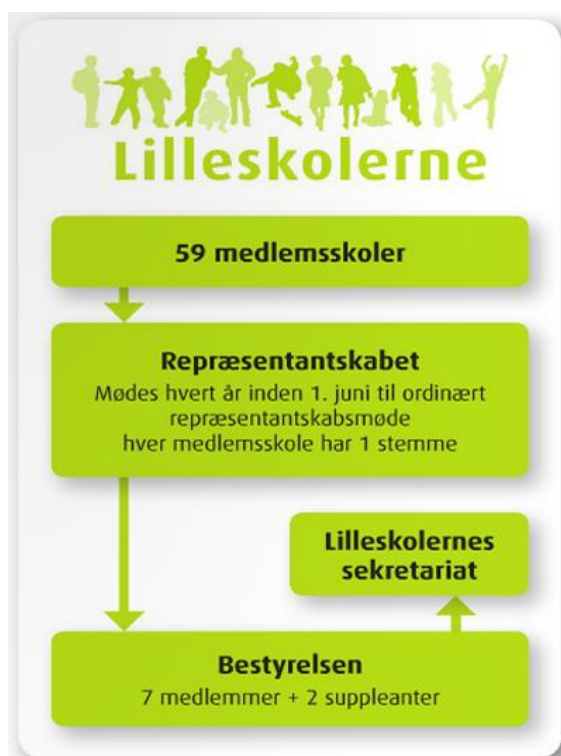 Lilleskolerne
59 medlemsskoler
Repræsentantskabet
Mødes hvert år inden 1. juni til ordinært
repræsentantskabsmøde
hver medlemsskole har 1 stemme
Lilleskolernes
sekretariat
Bestyrelsen
7 medlemmer + 2 suppleanter